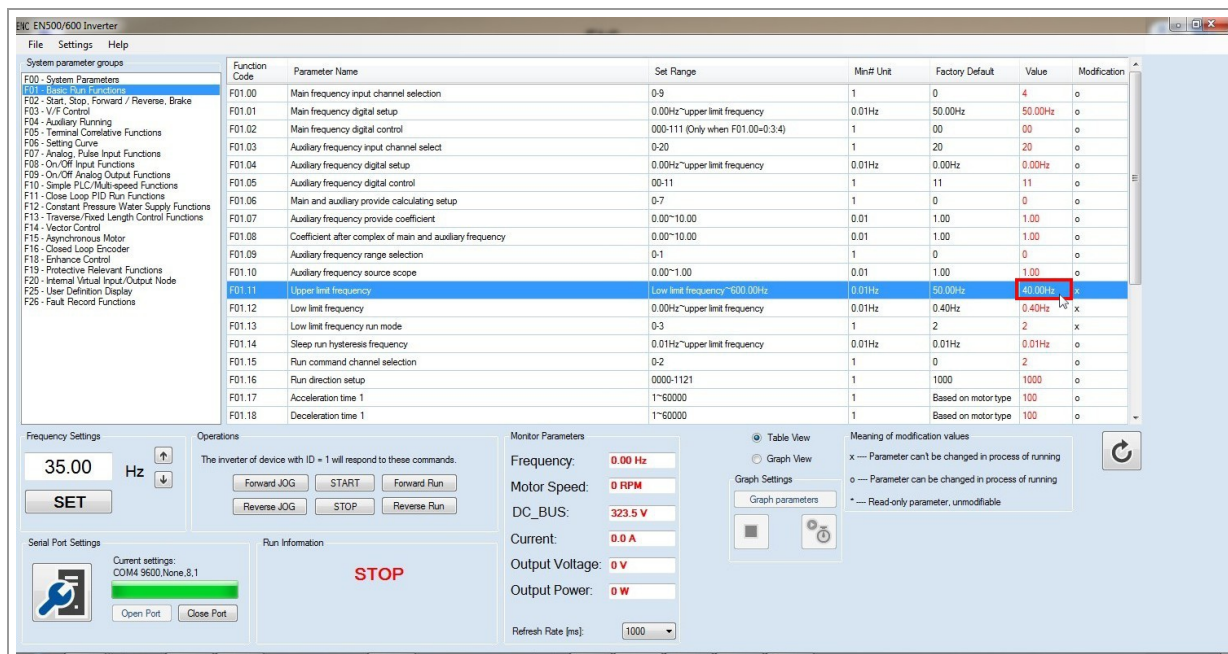 ENC EN500/600 Inverter
File Settings Help
System parameter groups
F00 - System Parameters
F01 - Basic Run Functions
F02 - Start, Stop, Forward / Reverse, Brake
F03 - V/F Control
F04 - Auxiliary Running
F05 - Terminal Correlative Functions
F06 - Setting Curve
F07 - Analog, Pulse Input Functions
F08 - On/Off Input Functions
F09 - On/Off Analog Output Functions
F10 - Simple PLC/Multi-speed Functions
F11 - Close Loop PID Run Functions
F12 - Constant Pressure Water Supply Functions
F13 - Traverse/Fixed Length Control Functions
F14 - Vector Control
F15 - Asynchronous Motor
F16 - Closed Loop Encoder
F18 - Enhance Control
F19 - Protective Relevant Functions
F20 - Internal Virtual Input/Output Node
F25 - User Definition Display
F26 - Fault Record Functions
Function Code Parameter Name Set Range Min# Unit Factory Default Value Modification
F01.00 Main frequency input channel selection 0-9 1 0 4 o
F01.01 Main frequency digital setup 0.00Hz~upper limit frequency 0.01Hz 50.00Hz 50.00Hz o
F01.02 Main frequency digital control 000-111 (Only when F01.00=0:3:4) 1 00 00 o
F01.03 Auxiliary frequency input channel select 0-20 1 20 20 o
F01.04 Auxiliary frequency digital setup 0.00Hz~upper limit frequency 0.01Hz 0.00Hz 0.00Hz o
F01.05 Auxiliary frequency digital control 00-11 1 11 11 o
F01.06 Main and auxiliary provide calculating setup 0-7 1 0 0 o
F01.07 Auxiliary frequency provide coefficient 0.00~10.00 0.01 1.00 1.00 o
F01.08 Coefficient after complex of main and auxiliary frequency 0.00~10.00 0.01 1.00 1.00 o
F01.09 Auxiliary frequency range selection 0-1 1 0 0 o
F01.10 Auxiliary frequency source scope 0.00~1.00 0.01 1.00 1.00 o
F01.11 Upper limit frequency Low limit frequency~600.00Hz 0.01Hz 50.00Hz 40.00Hz x
F01.12 Low limit frequency 0.00Hz~upper limit frequency 0.01Hz 0.40Hz 0.40Hz x
F01.13 Low limit frequency run mode 0-3 1 2 2 x
F01.14 Sleep run hysteresis frequency 0.01Hz~upper limit frequency 0.01Hz 0.01Hz 0.01Hz o
F01.15 Run command channel selection 0-2 1 0 2 o
F01.16 Run direction setup 0000-1121 1 1000 1000 o
F01.17 Acceleration time 1 1~60000 1 Based on motor type 100 o
F01.18 Deceleration time 1 1~60000 1 Based on motor type 100 o
Frequency Settings
35.00 Hz
SET
Operations
The inverter of device with ID = 1 will respond to these commands.
Forward JOG START Forward Run
Reverse JOG STOP Reverse Run
Serial Port Settings
Current settings:
COM4 9600,None,8,1
Open Port Close Port
Run Information
STOP
Monitor Parameters
Frequency: 0.00 Hz
Motor Speed: 0 RPM
DC_BUS: 323.5 V
Current: 0.0 A
Output Voltage: 0 V
Output Power: 0 W
Refresh Rate [ms]: 1000
Table View
Graph View
Graph Settings
Graph parameters
Meaning of modification values
x --- Parameter can't be changed in process of running
o --- Parameter can be changed in process of running
* --- Read-only parameter, unmodifiable